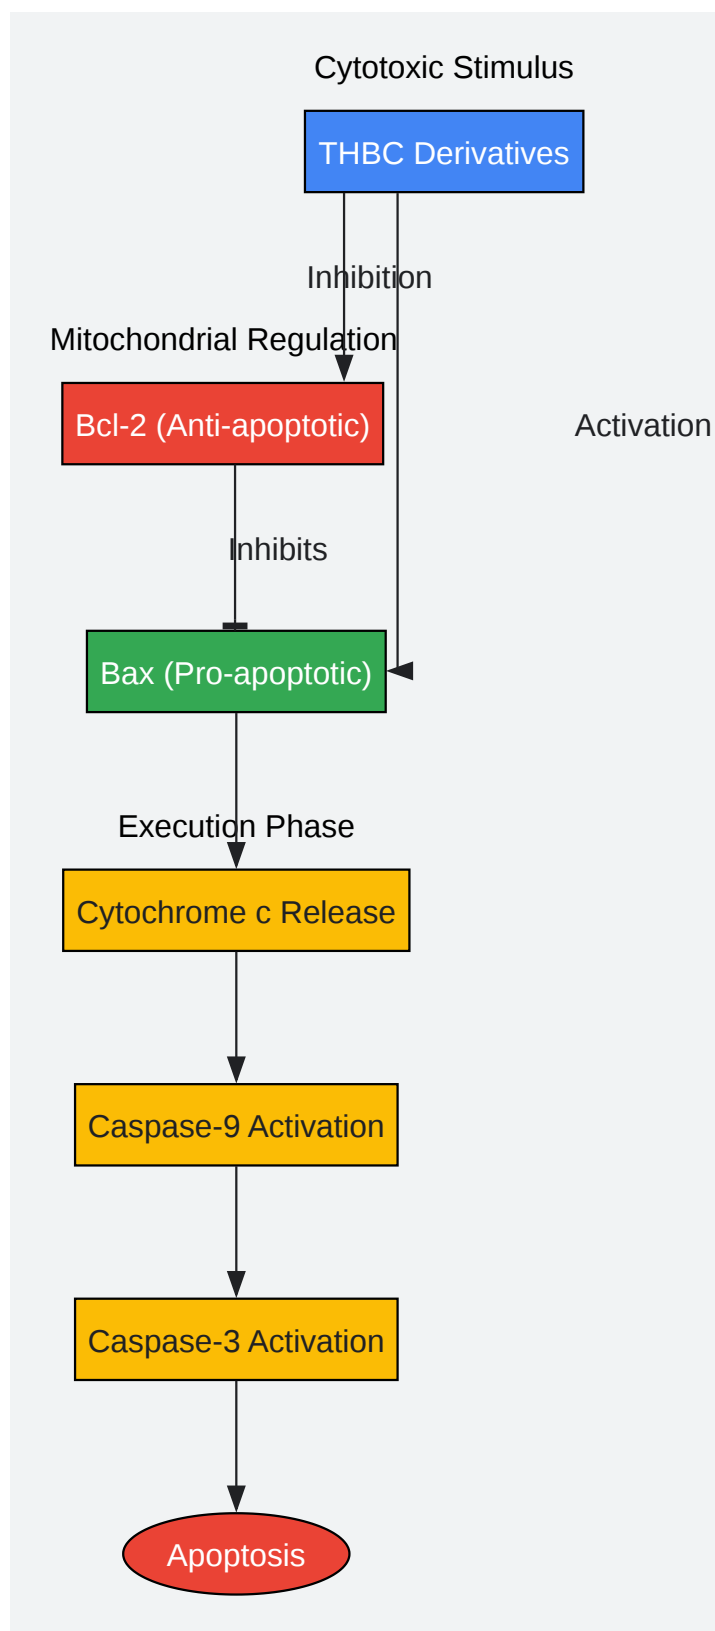 Cytotoxic Stimulus
THBC Derivatives
Inhibition
Mitochondrial Regulation
Bcl-2 (Anti-apoptotic)
Activation
Inhibits
Bax (Pro-apoptotic)
Execution Phase
Cytochrome c Release
Caspase-9 Activation
Caspase-3 Activation
Apoptosis